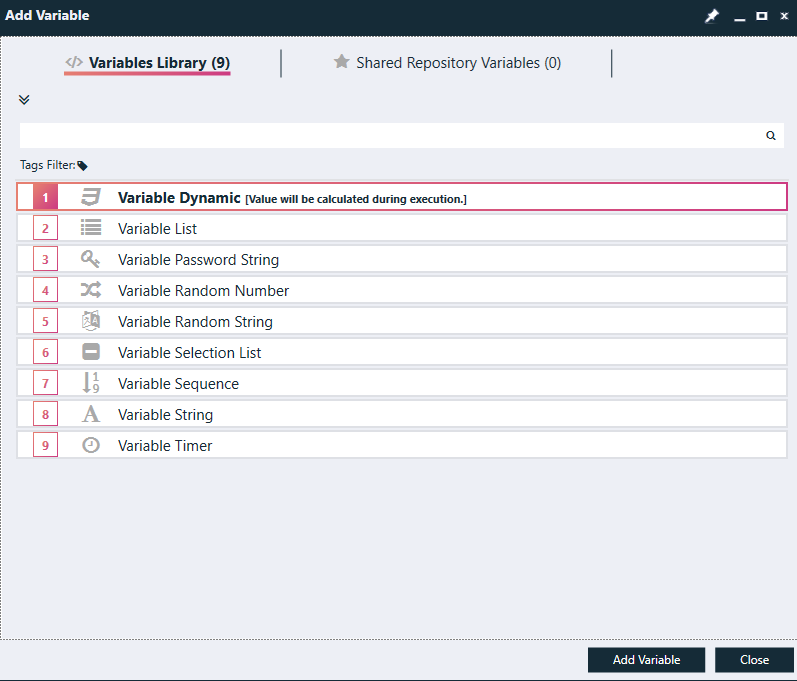 Add Variable
Variables Library (9)
Shared Repository Variables (0)
Tags Filter:
1 Variable Dynamic [Value will be calculated during execution.]
2 Variable List
3 Variable Password String
4 Variable Random Number
5 Variable Random String
6 Variable Selection List
7 Variable Sequence
8 Variable String
9 Variable Timer
Add Variable
Close